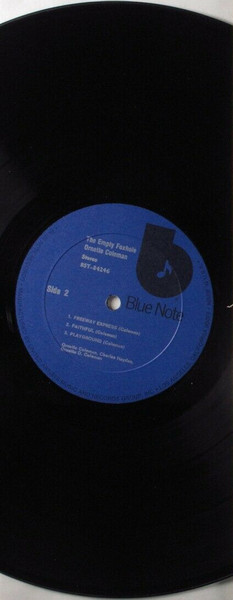 The Empty Foxhole
Ornette Coleman
Stereo
BST-84246
Side 2
Blue Note
1. FREEWAY EXPRESS (Coleman)
2. FAITHFUL (Coleman)
3. PLAYGROUND (Coleman)
Ornette Coleman, Charlie Haden,
Ornette D. Coleman